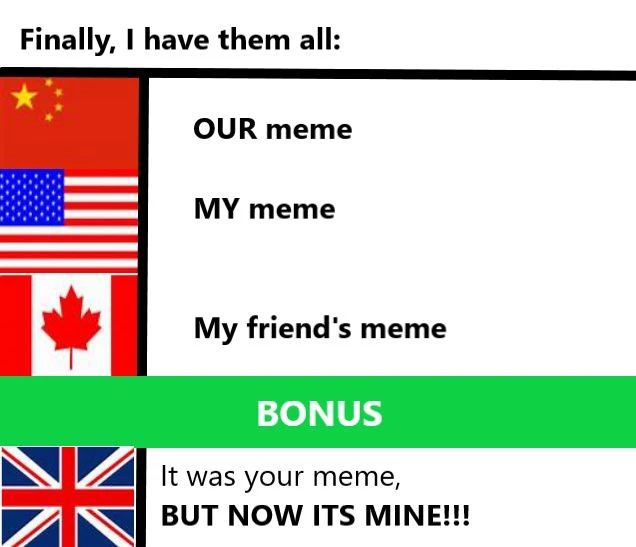 Finally, I have them all:
OUR meme
MY meme
My friend's meme
BONUS
It was your meme,
BUT NOW ITS MINE!!!